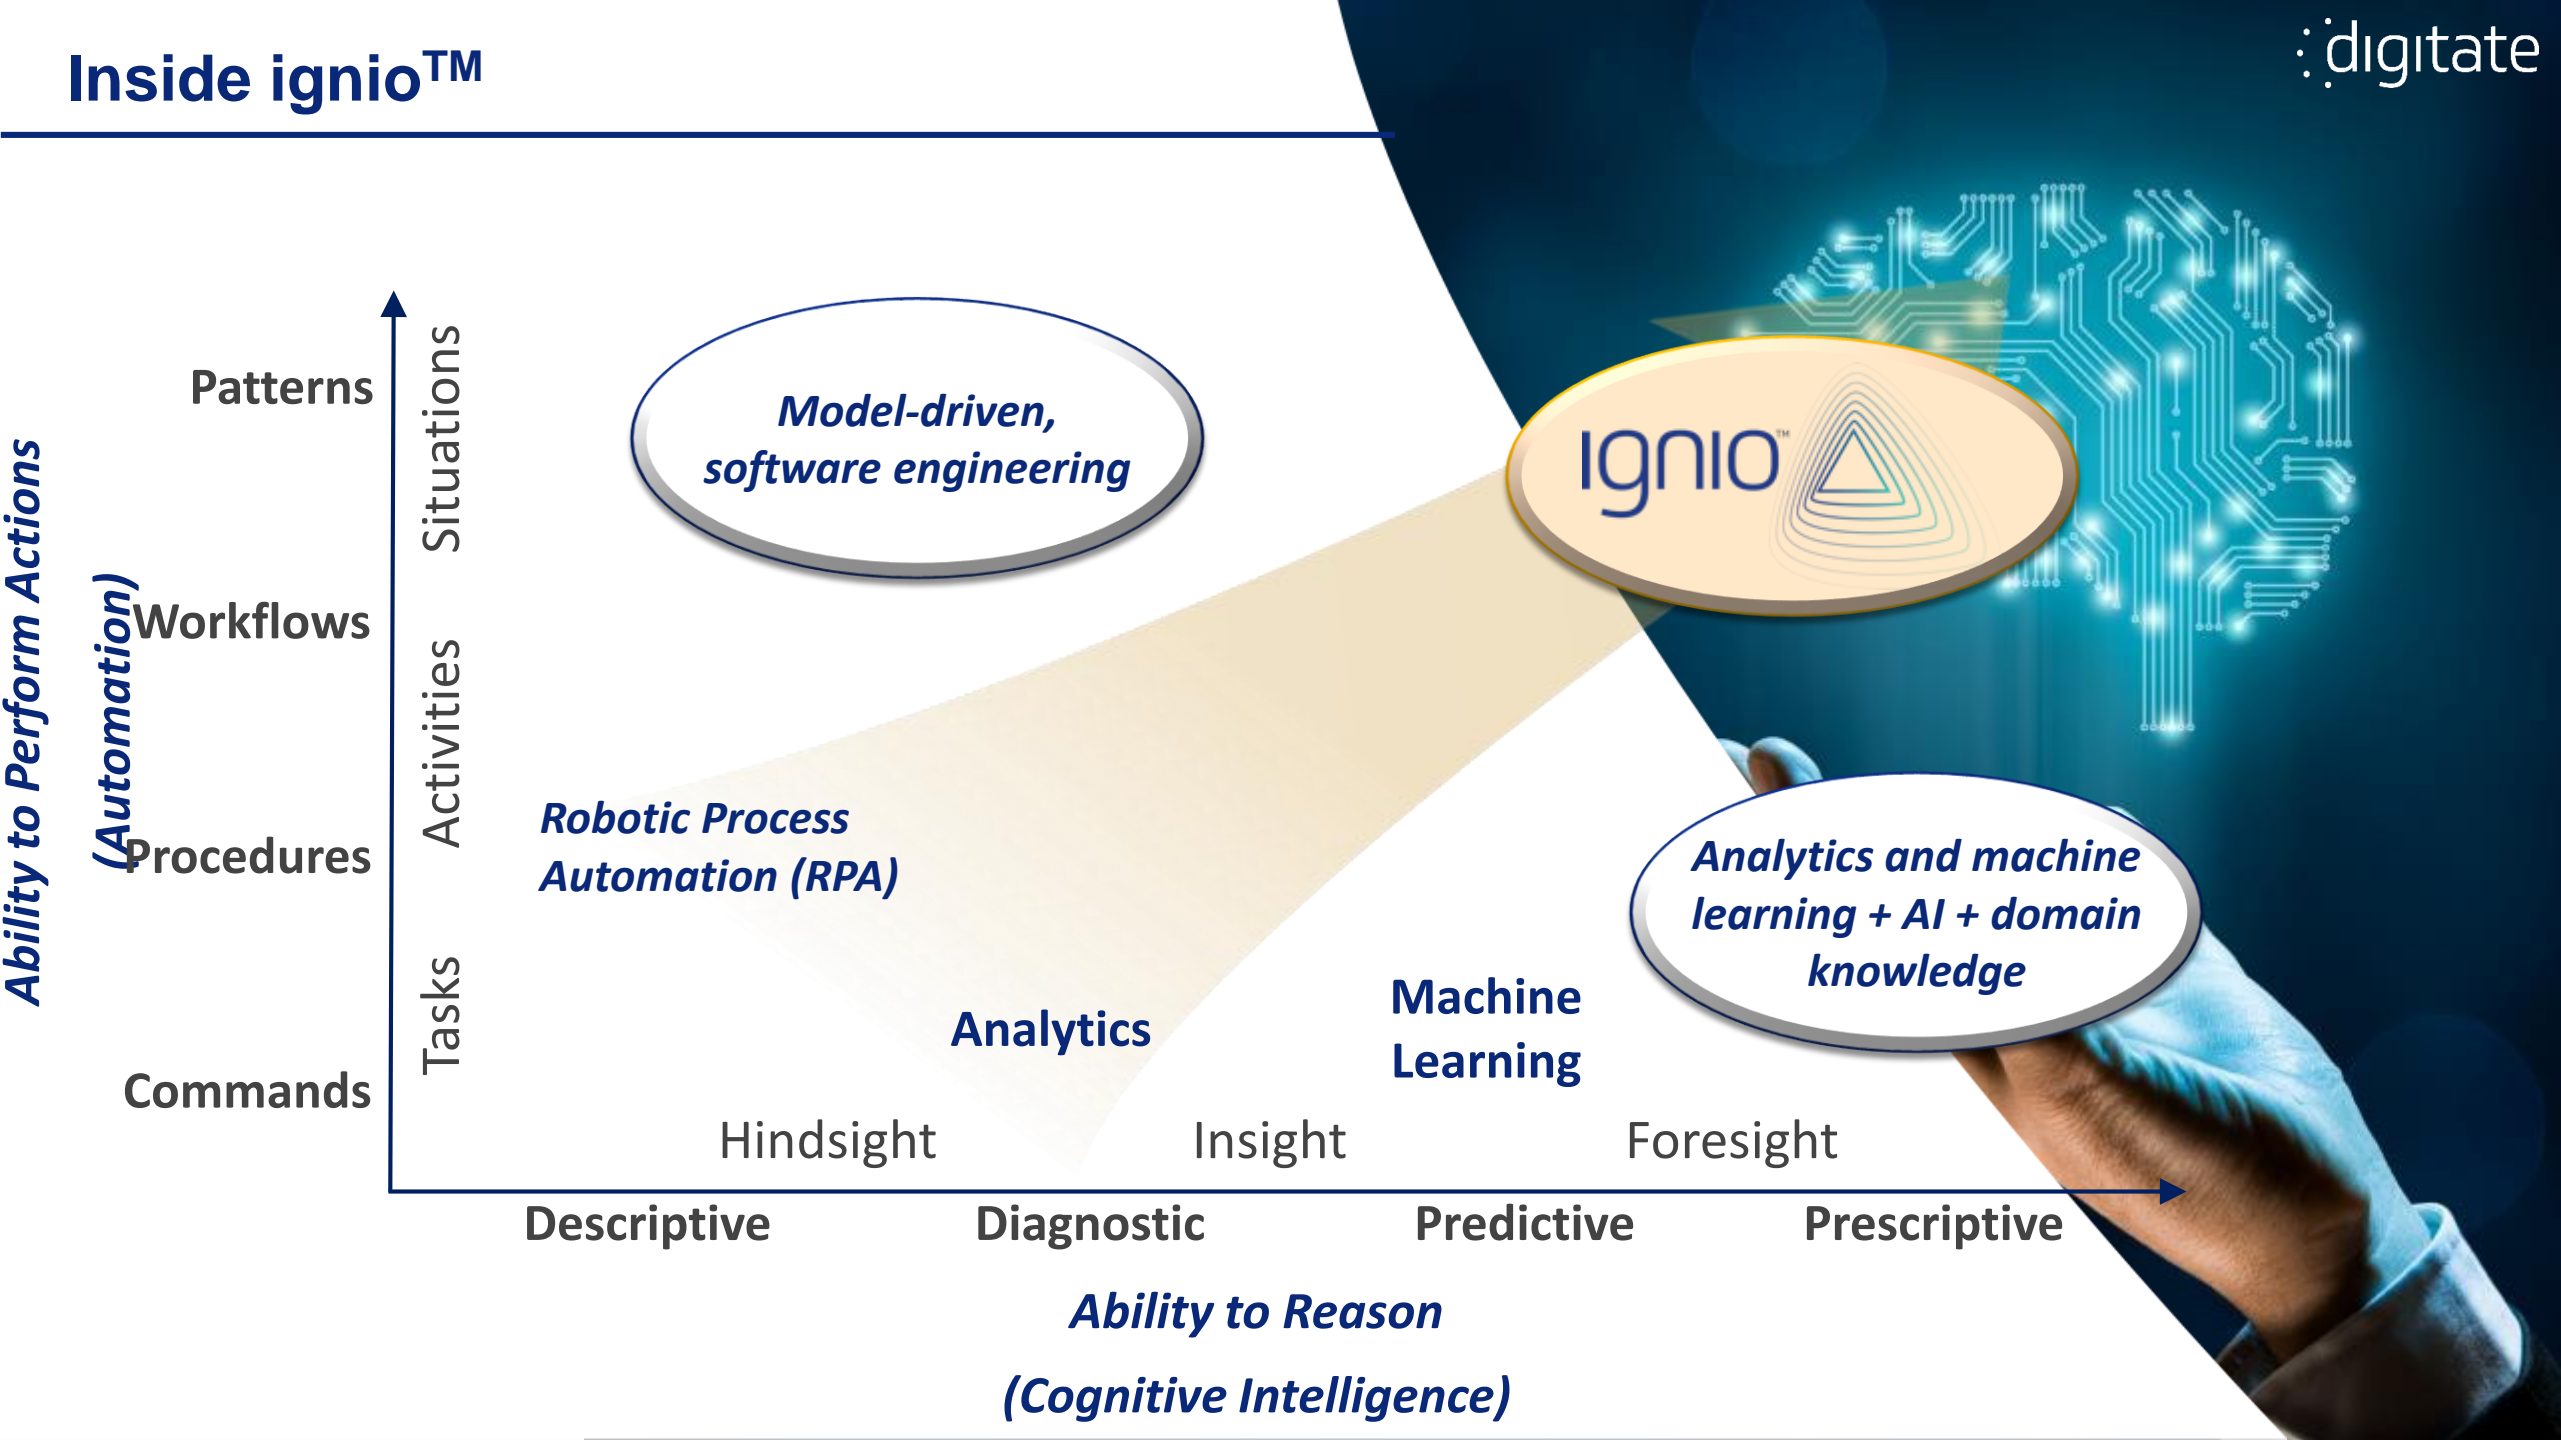 Inside ignio™
digitate
Ability to Perform Actions
(Automation)
Patterns
Workflows
Procedures
Commands
Situations
Activities
Tasks
Model-driven,
software engineering
ignio™
Robotic Process
Automation (RPA)
Analytics and machine
learning + AI + domain
knowledge
Analytics
Machine
Learning
Hindsight
Insight
Foresight
Descriptive
Diagnostic
Predictive
Prescriptive
Ability to Reason
(Cognitive Intelligence)